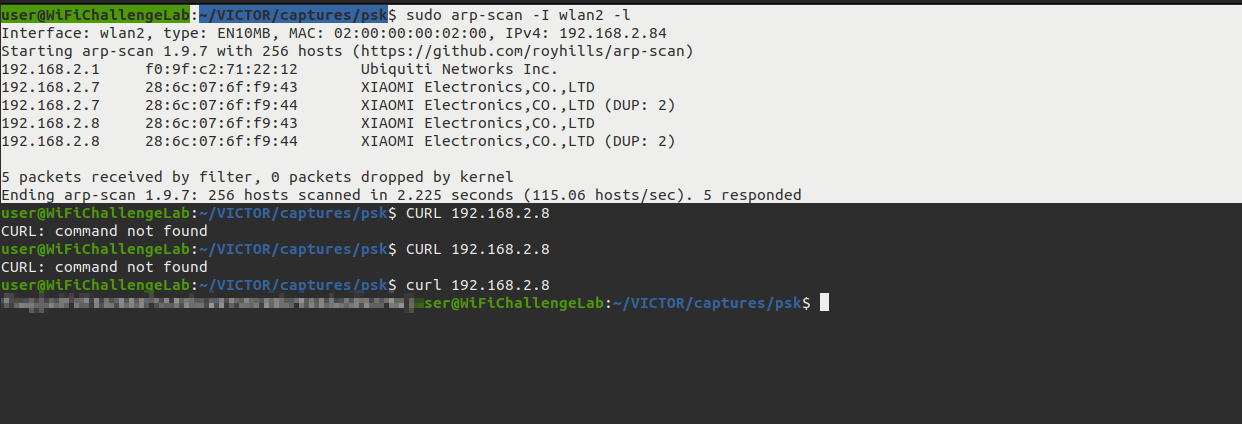 user@WiFiChallengeLab:~/VICTOR/captures/psk$ sudo arp-scan -I wlan2 -l
Interface: wlan2, type: EN10MB, MAC: 02:00:00:00:02:00, IPv4: 192.168.2.84
Starting arp-scan 1.9.7 with 256 hosts (https://github.com/royhills/arp-scan)
192.168.2.1     f0:9f:c2:71:22:12       Ubiquiti Networks Inc.
192.168.2.7     28:6c:07:6f:f9:43       XIAOMI Electronics,CO.,LTD
192.168.2.7     28:6c:07:6f:f9:44       XIAOMI Electronics,CO.,LTD (DUP: 2)
192.168.2.8     28:6c:07:6f:f9:43       XIAOMI Electronics,CO.,LTD
192.168.2.8     28:6c:07:6f:f9:44       XIAOMI Electronics,CO.,LTD (DUP: 2)
5 packets received by filter, 0 packets dropped by kernel
Ending arp-scan 1.9.7: 256 hosts scanned in 2.225 seconds (115.06 hosts/sec). 5 responded
user@WiFiChallengeLab:~/VICTOR/captures/psk$ CURL 192.168.2.8
CURL: command not found
user@WiFiChallengeLab:~/VICTOR/captures/psk$ CURL 192.168.2.8
CURL: command not found
user@WiFiChallengeLab:~/VICTOR/captures/psk$ curl 192.168.2.8
user@WiFiChallengeLab:~/VICTOR/captures/psk$